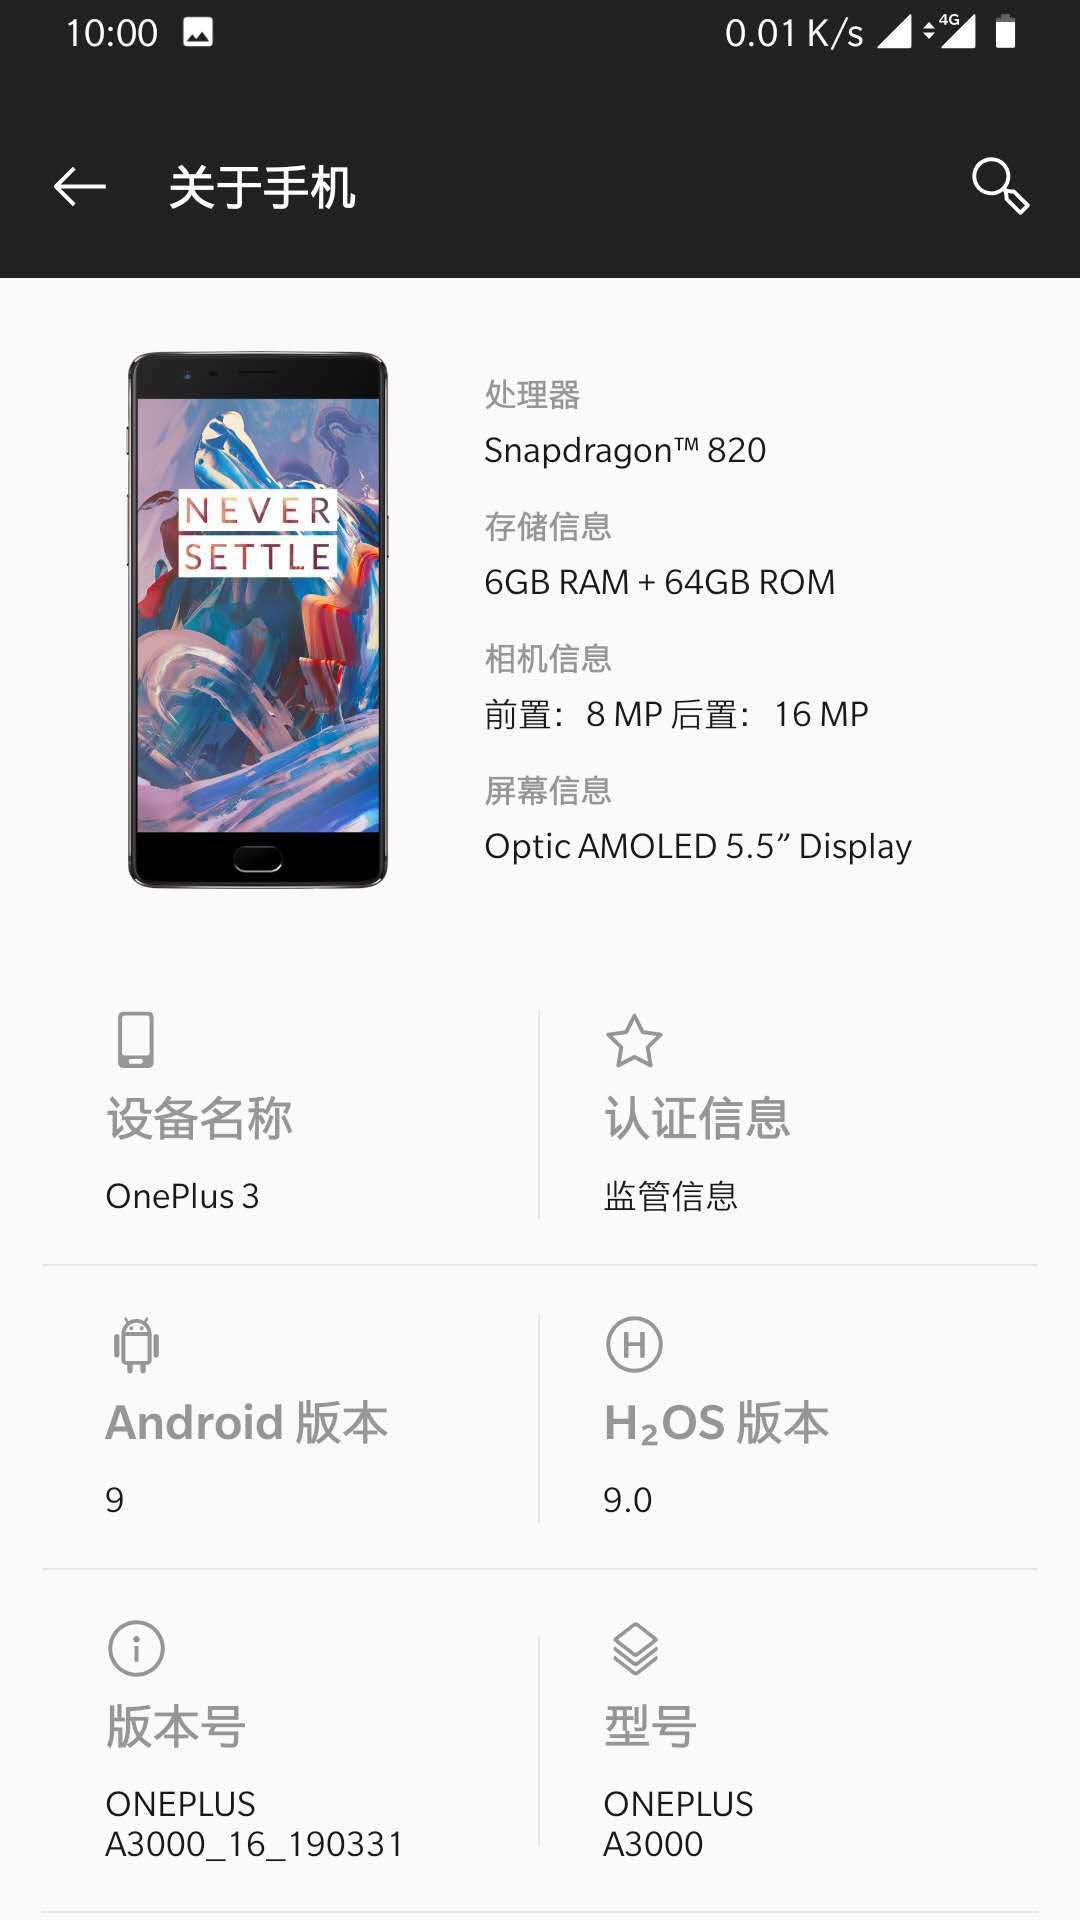 10:00 0.01 K/s 4G
关于手机
处理器
Snapdragon™ 820
存储信息
6GB RAM + 64GB ROM
相机信息
前置：8 MP 后置：16 MP
屏幕信息
Optic AMOLED 5.5” Display
NEVER
SETTLE
设备名称
OnePlus 3
认证信息
监管信息
Android 版本
9
H
H₂OS 版本
9.0
版本号
ONEPLUS
A3000_16_190331
型号
ONEPLUS
A3000